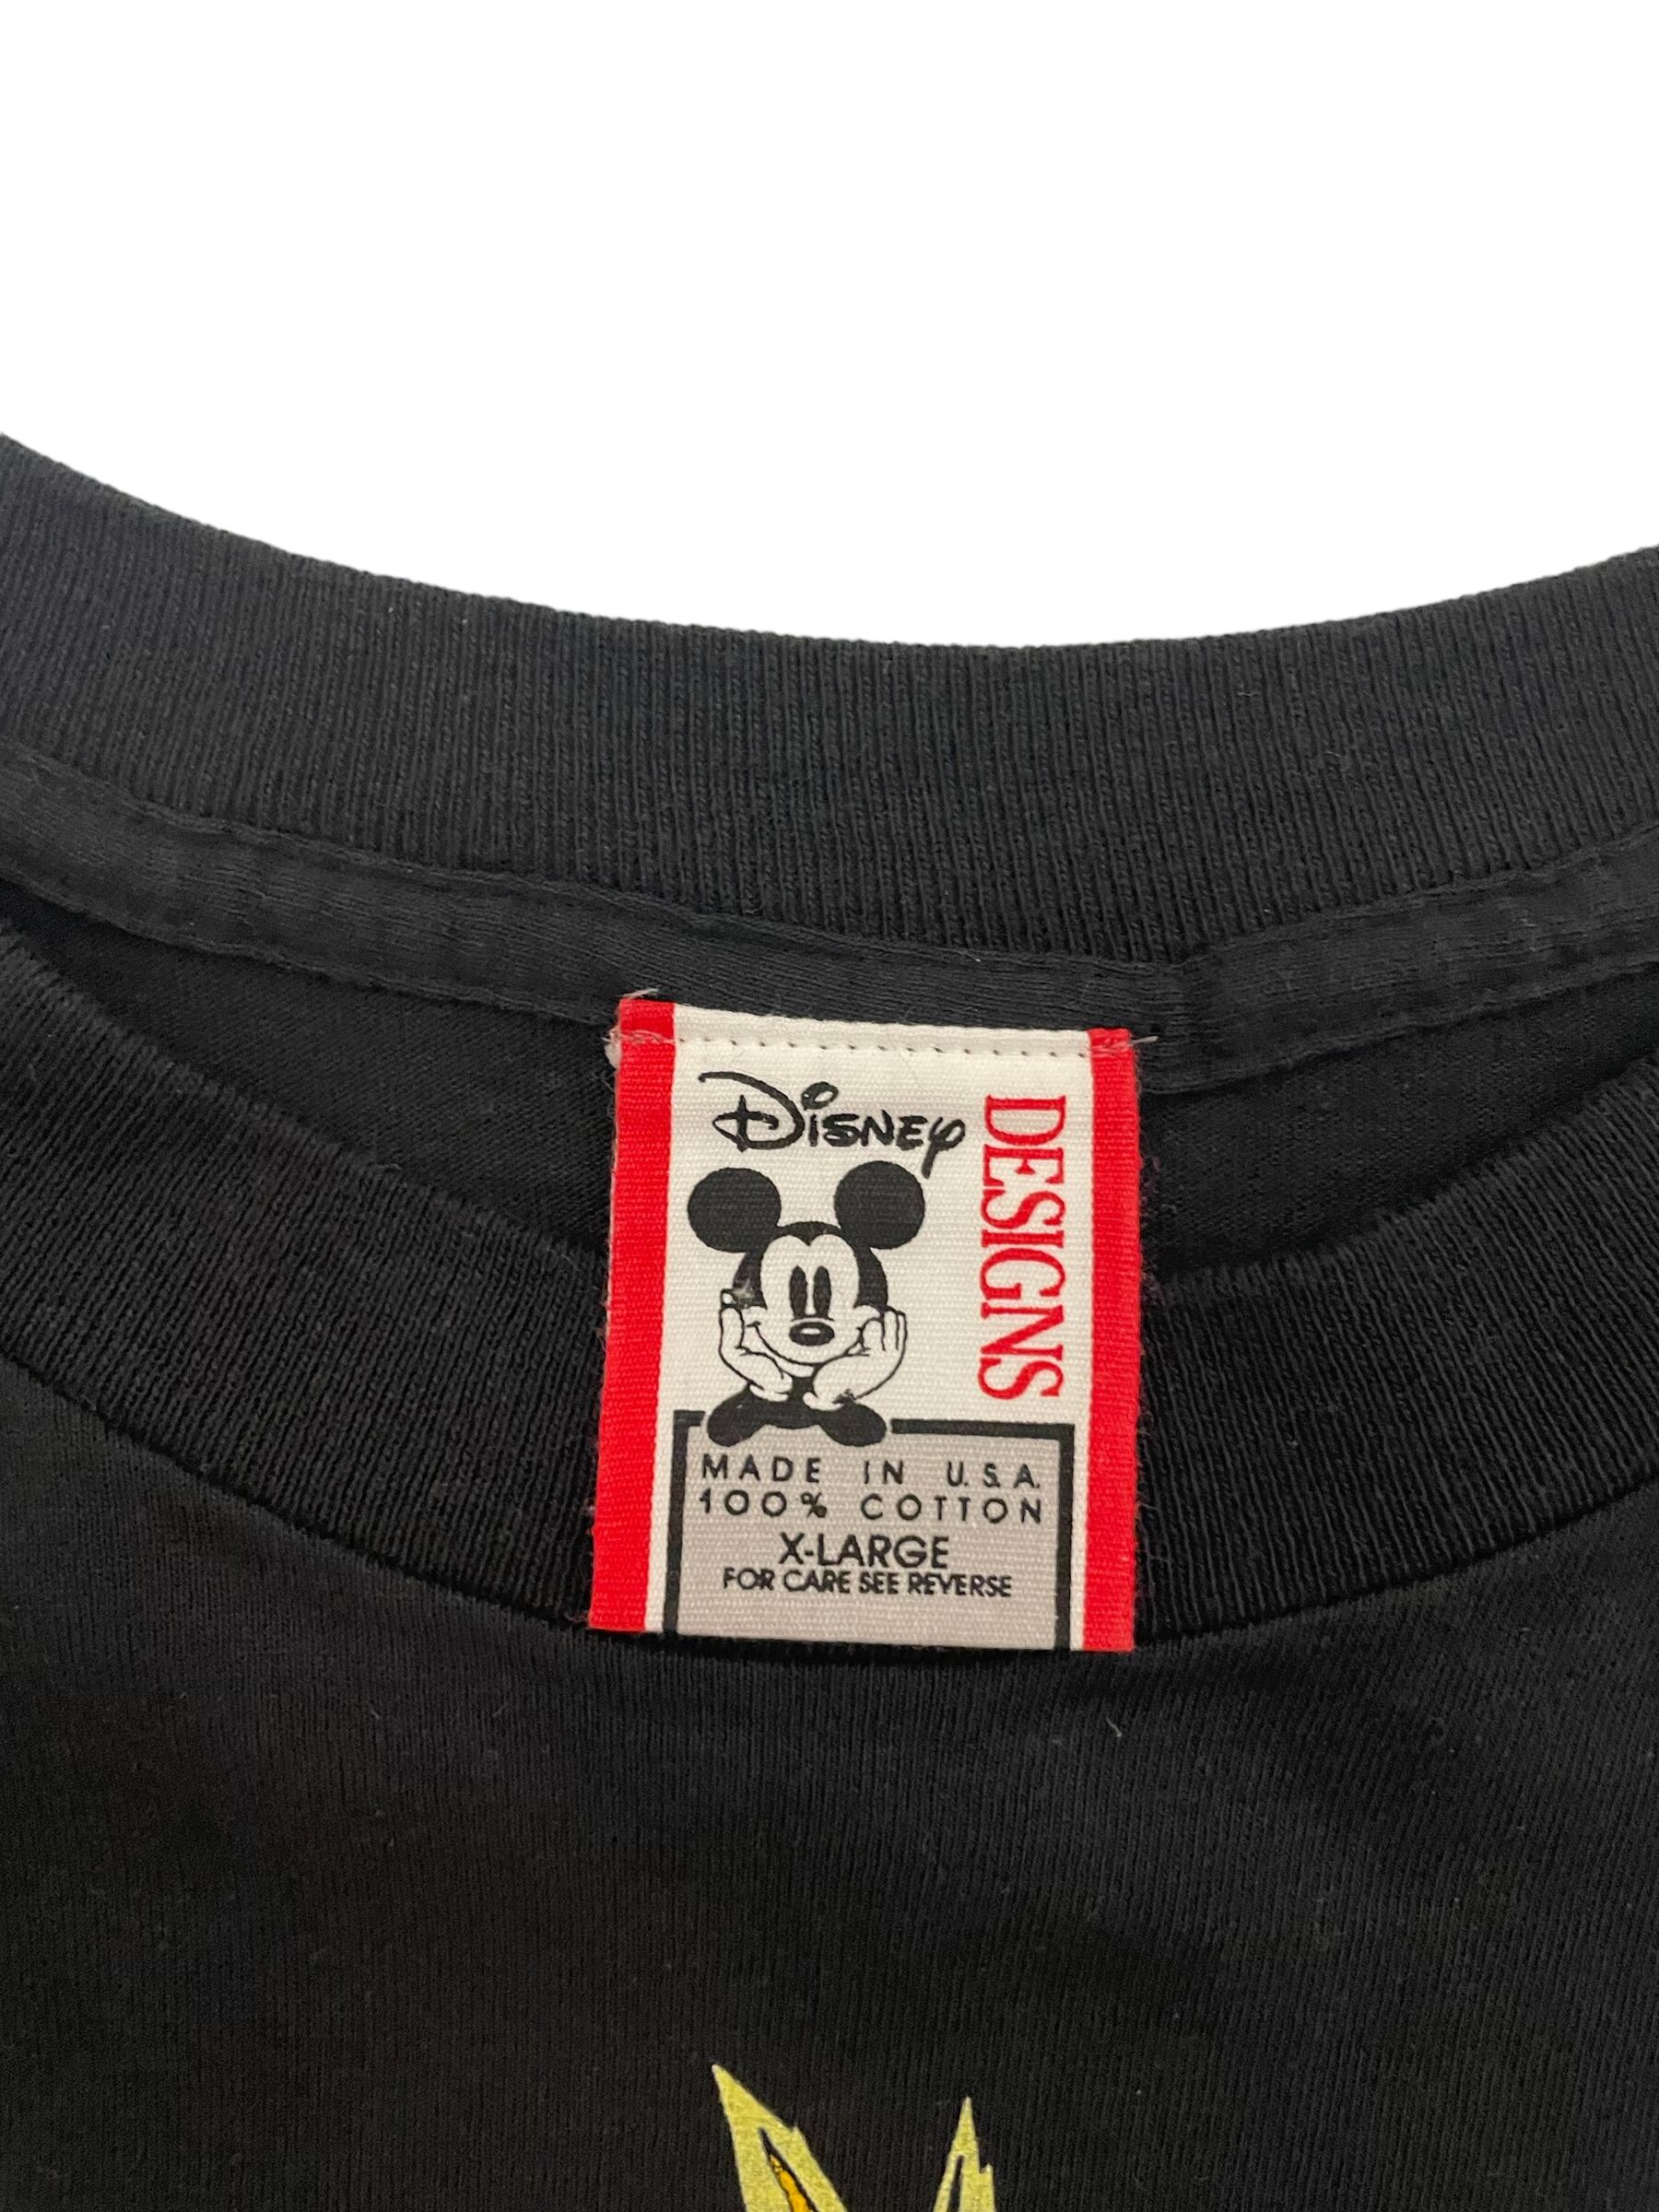 Disney
DESIGNS
MADE IN U.S.A.
100% COTTON
X-LARGE
FOR CARE SEE REVERSE